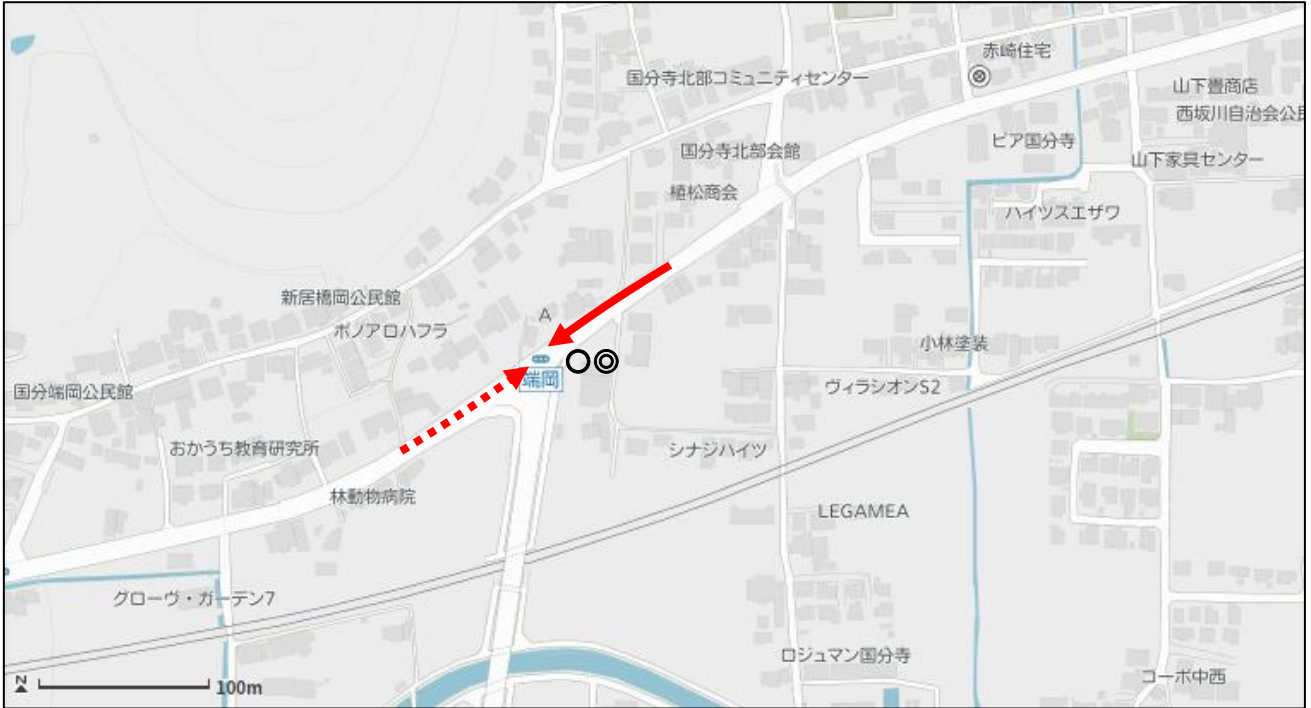 赤崎住宅
国分寺北部コミュニティセンター
山下畳商店
西坂川自治会公民
国分寺北部会館
ピア国分寺
山下家具センター
植松商会
ハイツスエザワ
新居橋岡公民館
A
ボノアロハフラ
小林塗装
端岡
国分端岡公民館
ヴィラシオンS2
おかうち教育研究所
シナジハイツ
林動物病院
LEGAMEA
グローヴ・ガーデン7
ロジュマン国分寺
コーポ中西
N
100m